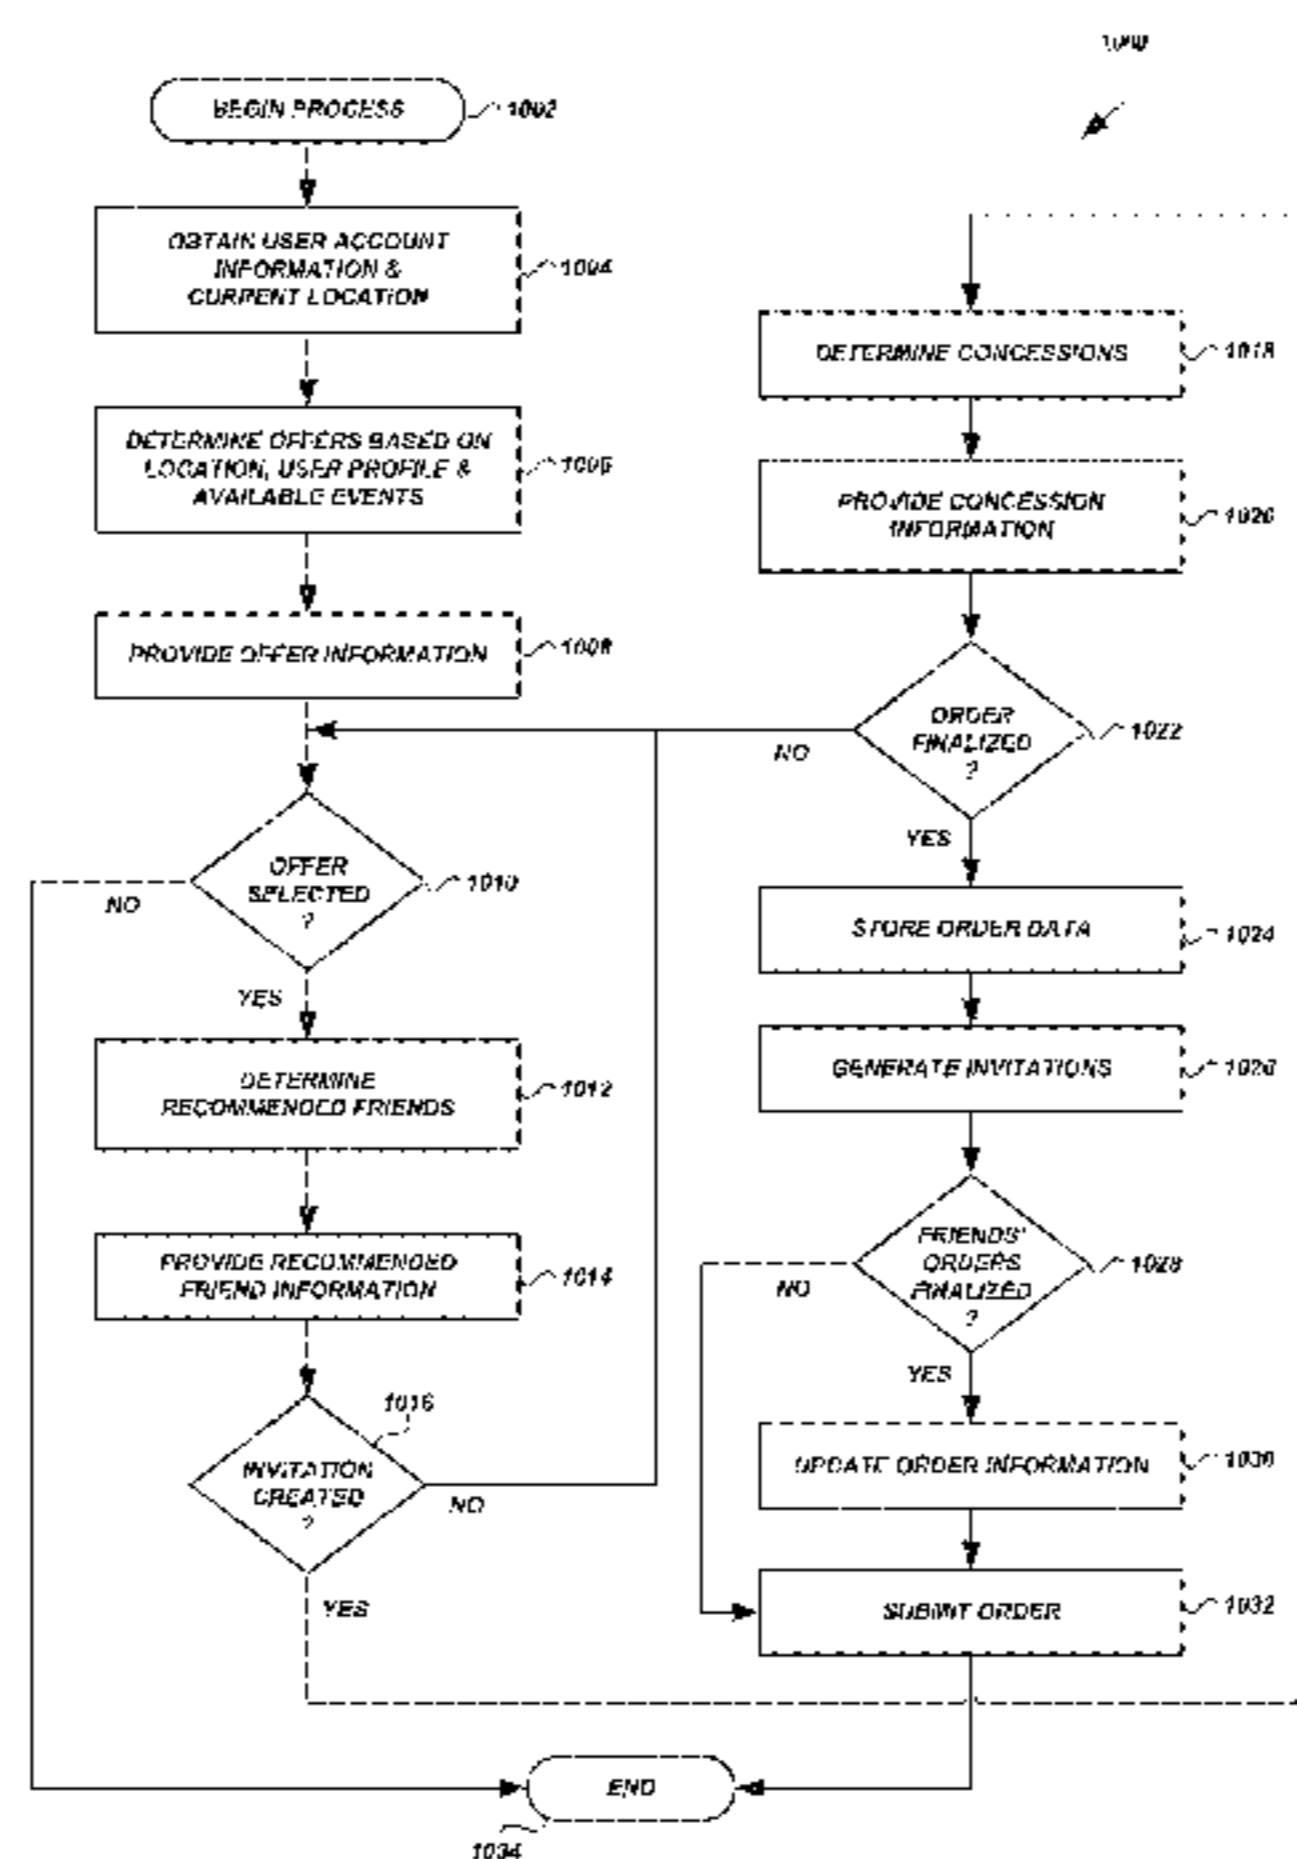 1000
BEGIN PROCESS
1002
OBTAIN USER ACCOUNT
INFORMATION &
CURRENT LOCATION
1004
DETERMINE OFFERS BASED ON
LOCATION, USER PROFILE &
AVAILABLE EVENTS
1006
PROVIDE OFFER INFORMATION
1008
OFFER
SELECTED
?
1010
NO
YES
DETERMINE
RECOMMENDED FRIENDS
1012
PROVIDE RECOMMENDED
FRIEND INFORMATION
1014
1016
INVITATION
CREATED
?
NO
YES
DETERMINE CONCESSIONS
1018
PROVIDE CONCESSION
INFORMATION
1020
ORDER
FINALIZED
?
1022
NO
YES
STORE ORDER DATA
1024
GENERATE INVITATIONS
1026
FRIENDS'
ORDERS
FINALIZED
?
1028
NO
YES
UPDATE ORDER INFORMATION
1030
SUBMIT ORDER
1032
END
1034